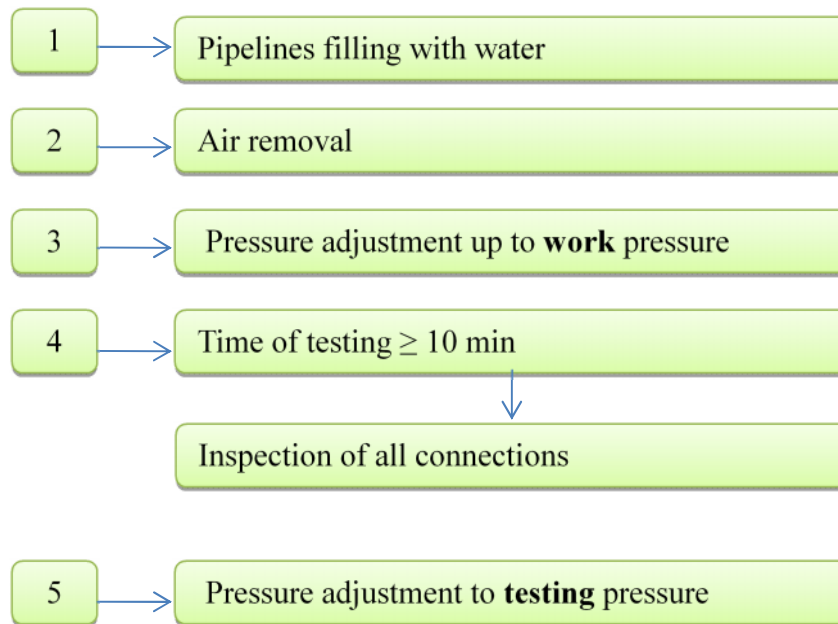 1
Pipelines filling with water
2
Air removal
3
Pressure adjustment up to work pressure
4
Time of testing ≥ 10 min
Inspection of all connections
5
Pressure adjustment to testing pressure